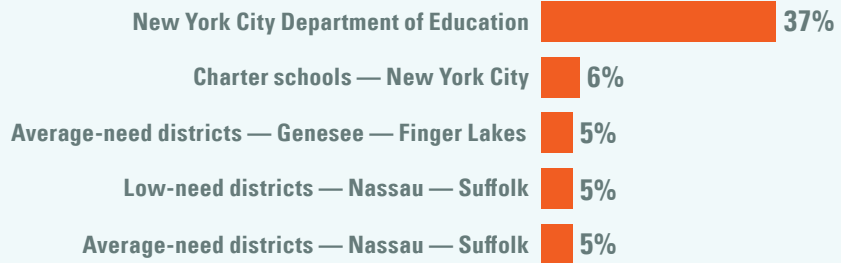 New York City Department of Education 37%
Charter schools — New York City 6%
Average-need districts — Genesee — Finger Lakes 5%
Low-need districts — Nassau — Suffolk 5%
Average-need districts — Nassau — Suffolk 5%